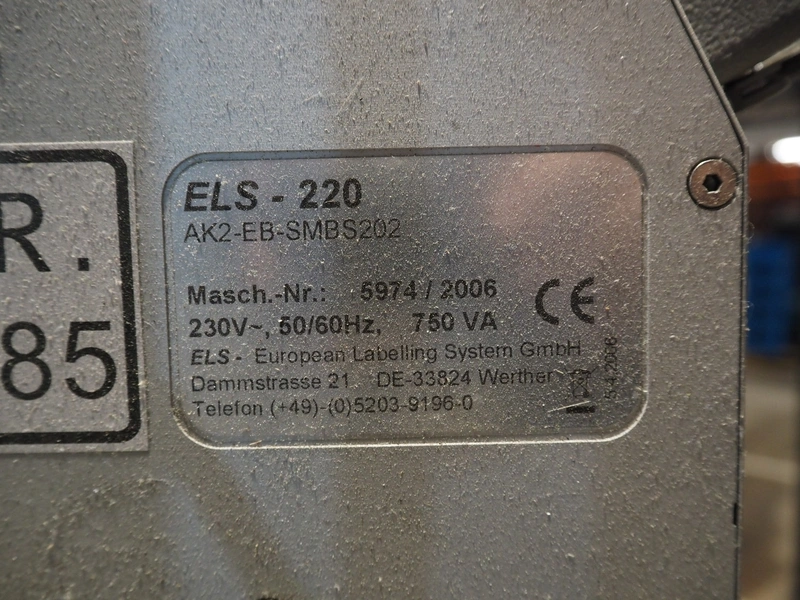 R.
85
ELS - 220
AK2-EB-SMBS202
Masch.-Nr.: 5974 / 2006
230V~, 50/60Hz, 750 VA
CE
ELS - European Labelling System GmbH
Dammstrasse 21 DE-33824 Werther
Telefon (+49)-(0)5203-9196-0
5.4.2006